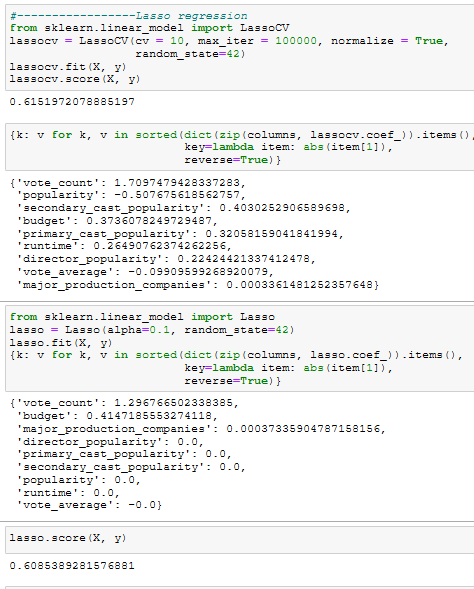 #-----------------Lasso regression
from sklearn.linear_model import LassoCV
lassocv = LassoCV(cv = 10, max_iter = 100000, normalize = True,
random_state=42)
lassocv.fit(X, y)
lassocv.score(X, y)
0.6151972078885197
{k: v for k, v in sorted(dict(zip(columns, lassocv.coef_)).items(),
key=lambda item: abs(item[1]),
reverse=True)}
{'vote_count': 1.7097479428337283,
'popularity': -0.507675618562757,
'secondary_cast_popularity': 0.4030252906589698,
'budget': 0.3736078249729487,
'primary_cast_popularity': 0.32058159041841994,
'runtime': 0.26490762374262256,
'director_popularity': 0.22424421337412478,
'vote_average': -0.09909599268920079,
'major_production_companies': 0.0003361481252357648}
from sklearn.linear_model import Lasso
lasso = Lasso(alpha=0.1, random_state=42)
lasso.fit(X, y)
{k: v for k, v in sorted(dict(zip(columns, lasso.coef_)).items(),
key=lambda item: abs(item[1]),
reverse=True)}
{'vote_count': 1.296766502338385,
'budget': 0.4147185553274118,
'major_production_companies': 0.00037335904787158156,
'director_popularity': 0.0,
'primary_cast_popularity': 0.0,
'secondary_cast_popularity': 0.0,
'popularity': 0.0,
'runtime': 0.0,
'vote_average': -0.0}
lasso.score(X, y)
0.6085389281576881